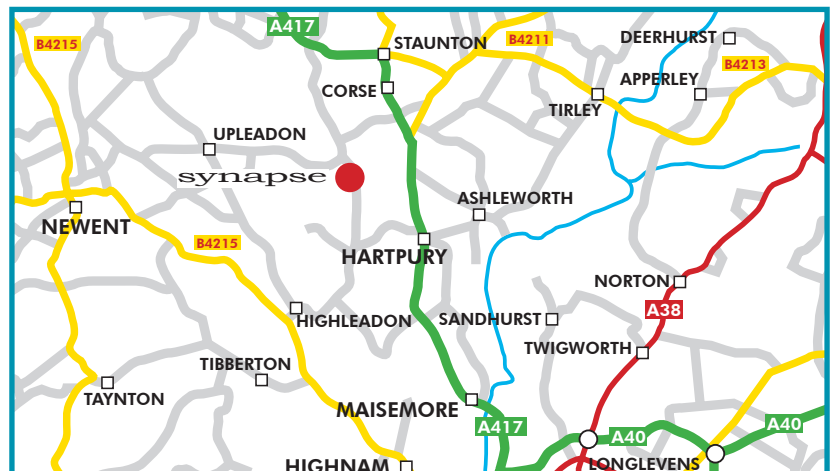 A417
B4215
STAUNTON
B4211
DEERHURST
B4213
APPERLEY
CORSE
TIRLEY
UPLEADON
synapse
ASHLEWORTH
NEWENT
B4215
HARTPURY
NORTON
A38
HIGHLEADON
SANDHURST
TWIGWORTH
TIBBERTON
TAYNTON
MAISEMORE
A417
A40
A40
HIGHNAM
LONGLEVENS